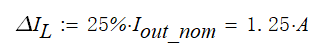 ΔI_L := 25%·I_out_nom = 1.25·A